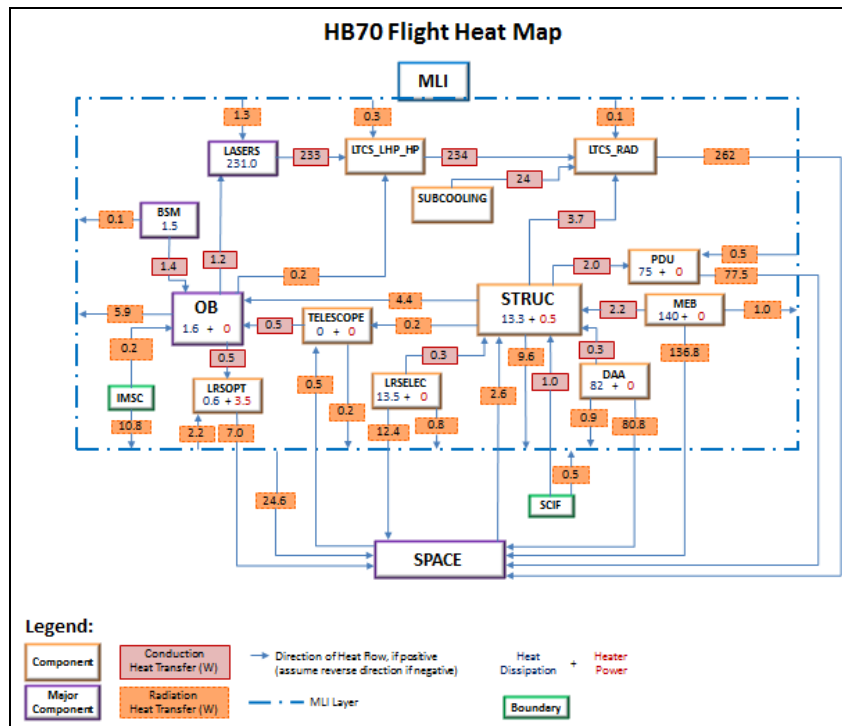 HB70 Flight Heat Map
MLI
1.3
0.3
0.1
LASERS
231.0
233
LTCS_LHP_HP
234
LTCS_RAD
262
24
SUBCOOLING
BSM
1.5
0.1
3.7
1.4
1.2
0.2
2.0
PDU
75 + 0
0.5
77.5
OB
1.6 + 0
5.9
4.4
STRUC
13.3 + 0.5
2.2
MEB
140 + 0
1.0
TELESCOPE
0 + 0
0.5
0.2
0.2
0.5
0.3
9.6
0.3
136.8
IMSC
10.8
LRSOPT
0.6 + 3.5
2.2
7.0
0.5
0.2
LRSELEC
13.5 + 0
12.4
0.8
2.6
1.0
DAA
82 + 0
0.9
80.8
24.6
0.5
SCIF
SPACE
Legend:
Component
Conduction
Heat Transfer (W)
Direction of Heat Flow, if positive
(assume reverse direction if negative)
Heat
Dissipation
+
Heater
Power
Major
Component
Radiation
Heat Transfer (W)
MLI Layer
Boundary